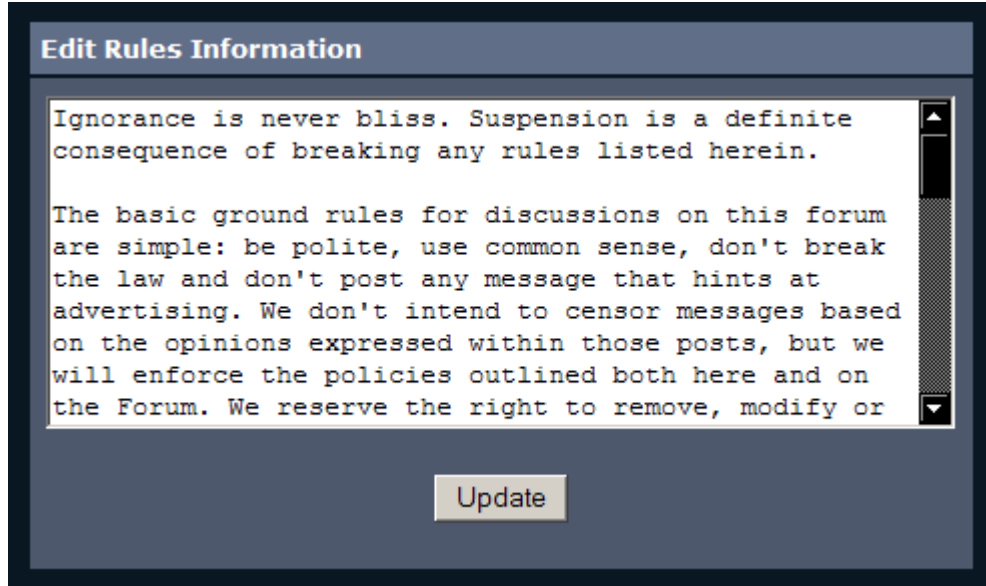 Edit Rules Information
Ignorance is never bliss. Suspension is a definite
consequence of breaking any rules listed herein.
The basic ground rules for discussions on this forum
are simple: be polite, use common sense, don't break
the law and don't post any message that hints at
advertising. We don't intend to censor messages based
on the opinions expressed within those posts, but we
will enforce the policies outlined both here and on
the Forum. We reserve the right to remove, modify or
Update